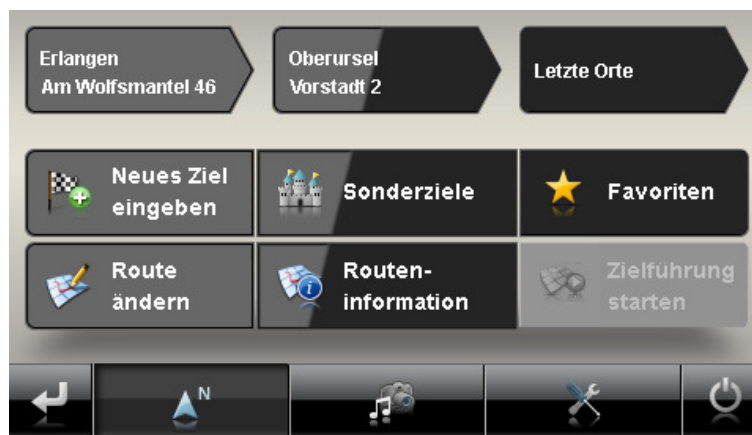 Erlangen
Am Wolfsmantel 46
Oberursel
Vorstadt 2
Letzte Orte
Neues Ziel
eingeben
Sonderziele
Favoriten
Route
ändern
Routen-
information
Zielführung
starten
N